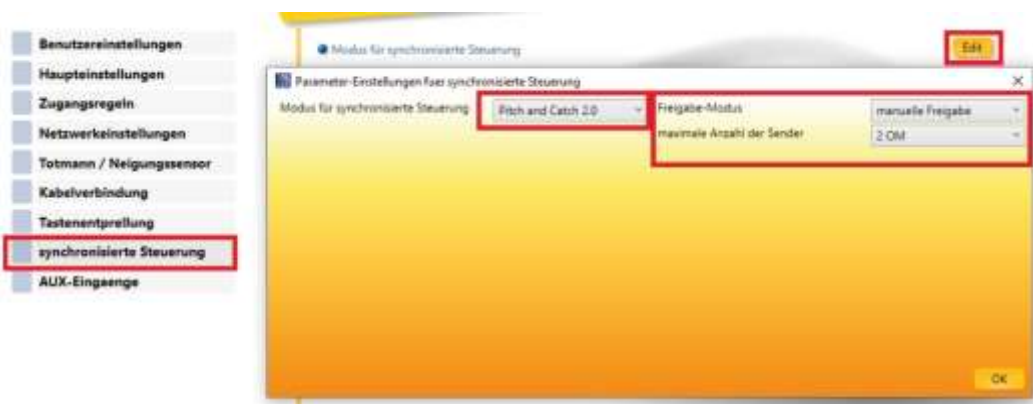 Benutzereinstellungen
Haupteinstellungen
Zugangsregeln
Netzwerkeinstellungen
Totmann / Neigungssensor
Kabelverbindung
Tastenentprellung
synchronisierte Steuerung
AUX-Eingaenge
Modus für synchronisierte Steuerung
Edit
Parameter-Einstellungen fuer synchronisierte Steuerung
Modus für synchronisierte Steuerung
Pitch and Catch 2.0
Freigabe-Modus
manuelle Freigabe
maximale Anzahl der Sender
2 OM
OK